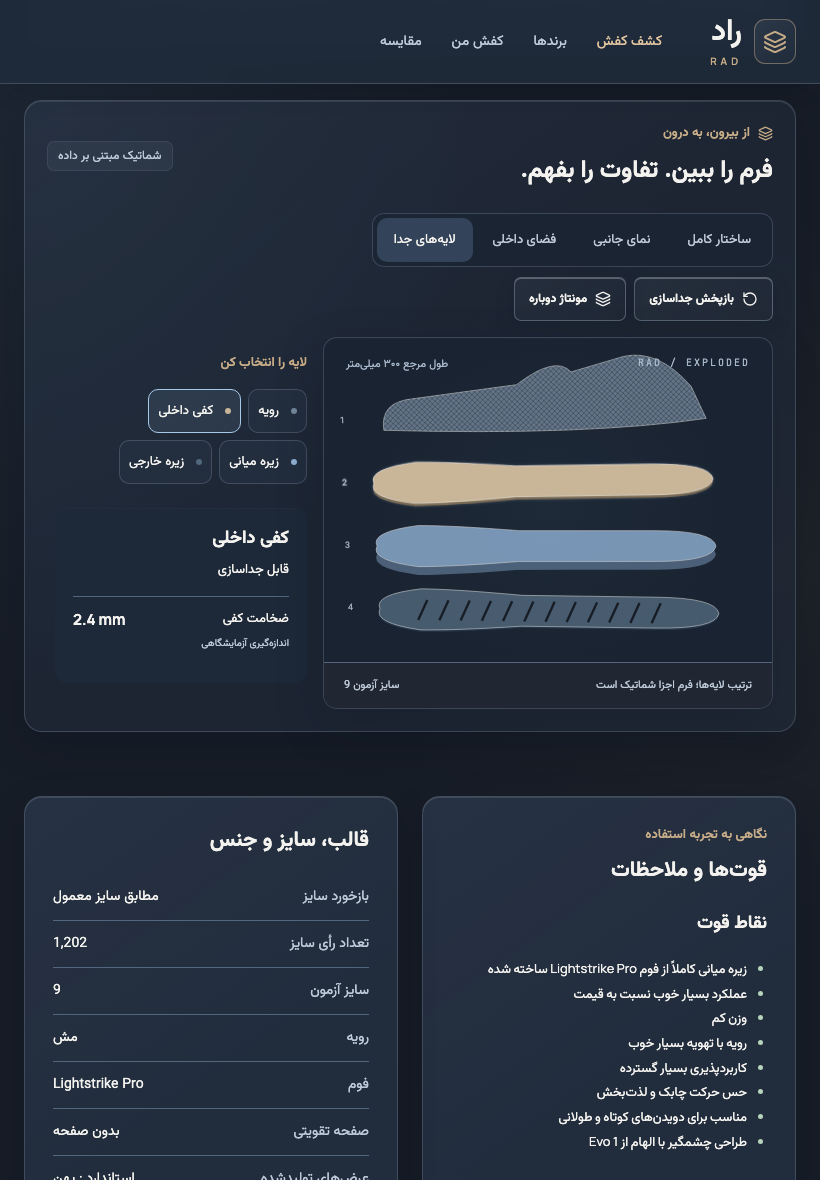 راد
RAD
کشف کفش
برندها
کفش من
مقایسه
از بیرون، به درون
فرم را ببین. تفاوت را بفهم.
شماتیک مبتنی بر داده
ساختار کامل
نمای جانبی
فضای داخلی
لایه‌های جدا
بازپخش جداسازی
مونتاژ دوباره
RAD / EXPLODED
طول مرجع ۳۰۰ میلی‌متر
1
2
3
4
ترتیب لایه‌ها؛ فرم اجزا شماتیک است
سایز آزمون 9
لایه را انتخاب کن
رویه
کفی داخلی
زیره میانی
زیره خارجی
کفی داخلی
قابل جداسازی
ضخامت کفی
2.4 mm
اندازه‌گیری آزمایشگاهی
نگاهی به تجربه استفاده
قوت‌ها و ملاحظات
نقاط قوت
زیره میانی کاملاً از فوم Lightstrike Pro ساخته شده
عملکرد بسیار خوب نسبت به قیمت
وزن کم
رویه با تهویه بسیار خوب
کاربردپذیری بسیار گسترده
حس حرکت چابک و لذت‌بخش
مناسب برای دویدن‌های کوتاه و طولانی
طراحی چشمگیر با الهام از Evo 1
قالب، سایز و جنس
بازخورد سایز
مطابق سایز معمول
تعداد رأی سایز
1,202
سایز آزمون
9
رویه
مش
فوم
Lightstrike Pro
صفحه تقویتی
بدون صفحه
عرض‌های تولیدشده
استاندارد · پهن